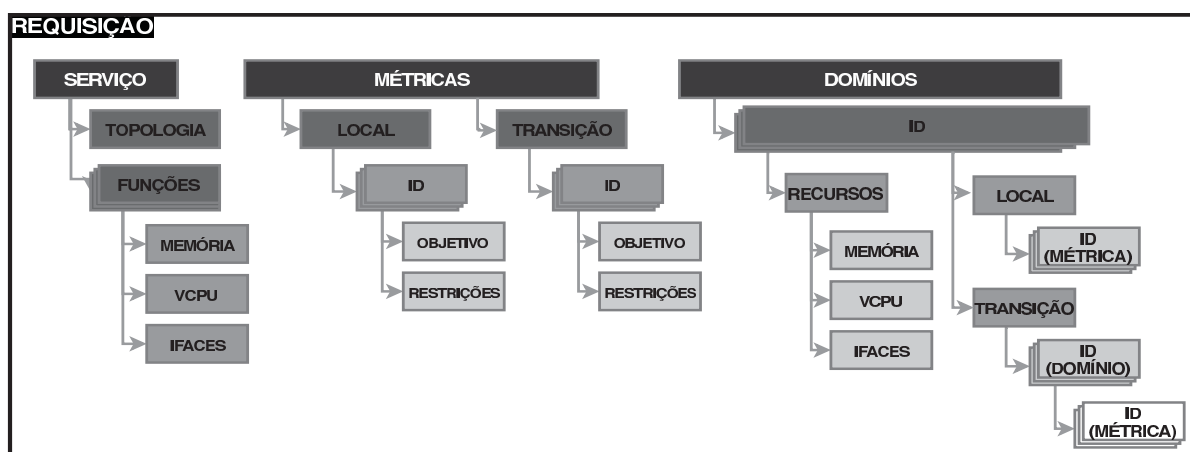 REQUISIÇÃO
SERVIÇO
TOPOLOGIA
FUNÇÕES
MEMÓRIA
VCPU
IFACES
MÉTRICAS
LOCAL
ID
OBJETIVO
RESTRIÇÕES
TRANSIÇÃO
ID
OBJETIVO
RESTRIÇÕES
DOMÍNIOS
ID
RECURSOS
MEMÓRIA
VCPU
IFACES
LOCAL
ID
(MÉTRICA)
TRANSIÇÃO
ID
(DOMÍNIO)
ID
(MÉTRICA)